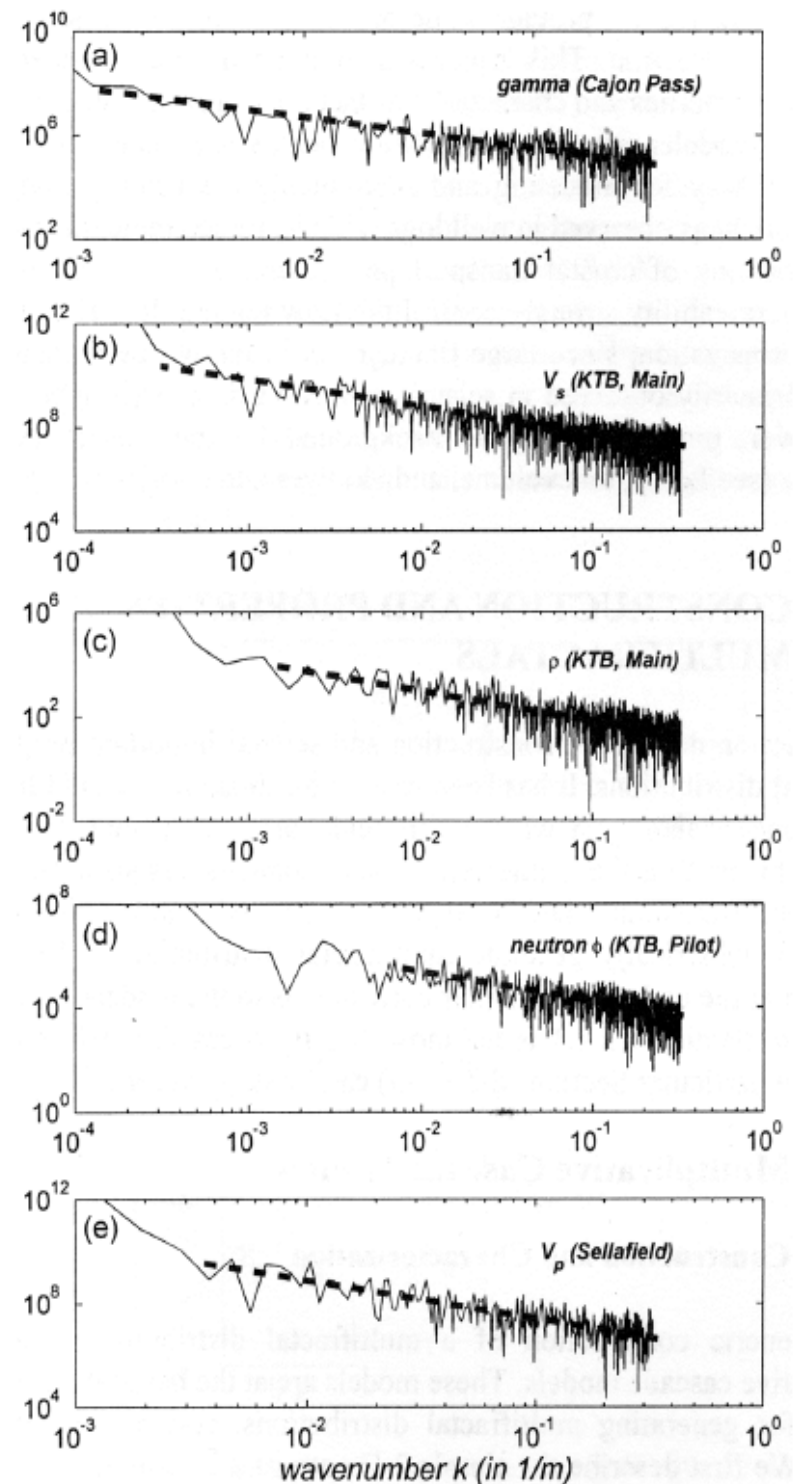 (a)
gamma (Cajon Pass)
10^10
10^6
10^2
10^-3 10^-2 10^-1 10^0
(b)
V_s (KTB, Main)
10^12
10^8
10^4
10^-4 10^-3 10^-2 10^-1 10^0
(c)
ρ (KTB, Main)
10^6
10^2
10^-2
10^-4 10^-3 10^-2 10^-1 10^0
(d)
neutron ϕ (KTB, Pilot)
10^8
10^4
10^0
10^-4 10^-3 10^-2 10^-1 10^0
(e)
V_p (Sellafield)
10^12
10^8
10^4
10^-3 10^-2 10^-1 10^0
wavenumber k (in 1/m)